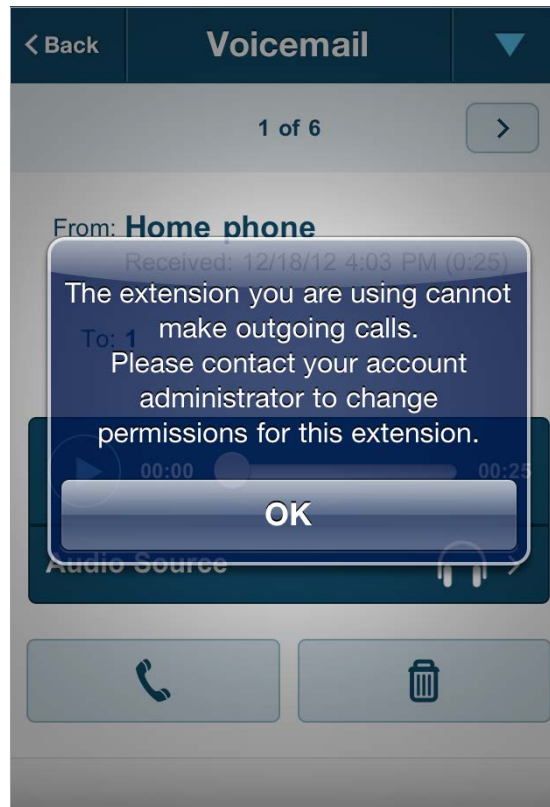 Back
Voicemail
1 of 6
From: Home phone
Received: 12/18/12 4:03 PM (0:25)
To: 1
The extension you are using cannot
make outgoing calls.
Please contact your account
administrator to change
permissions for this extension.
00:00
00:25
OK
Audio Source